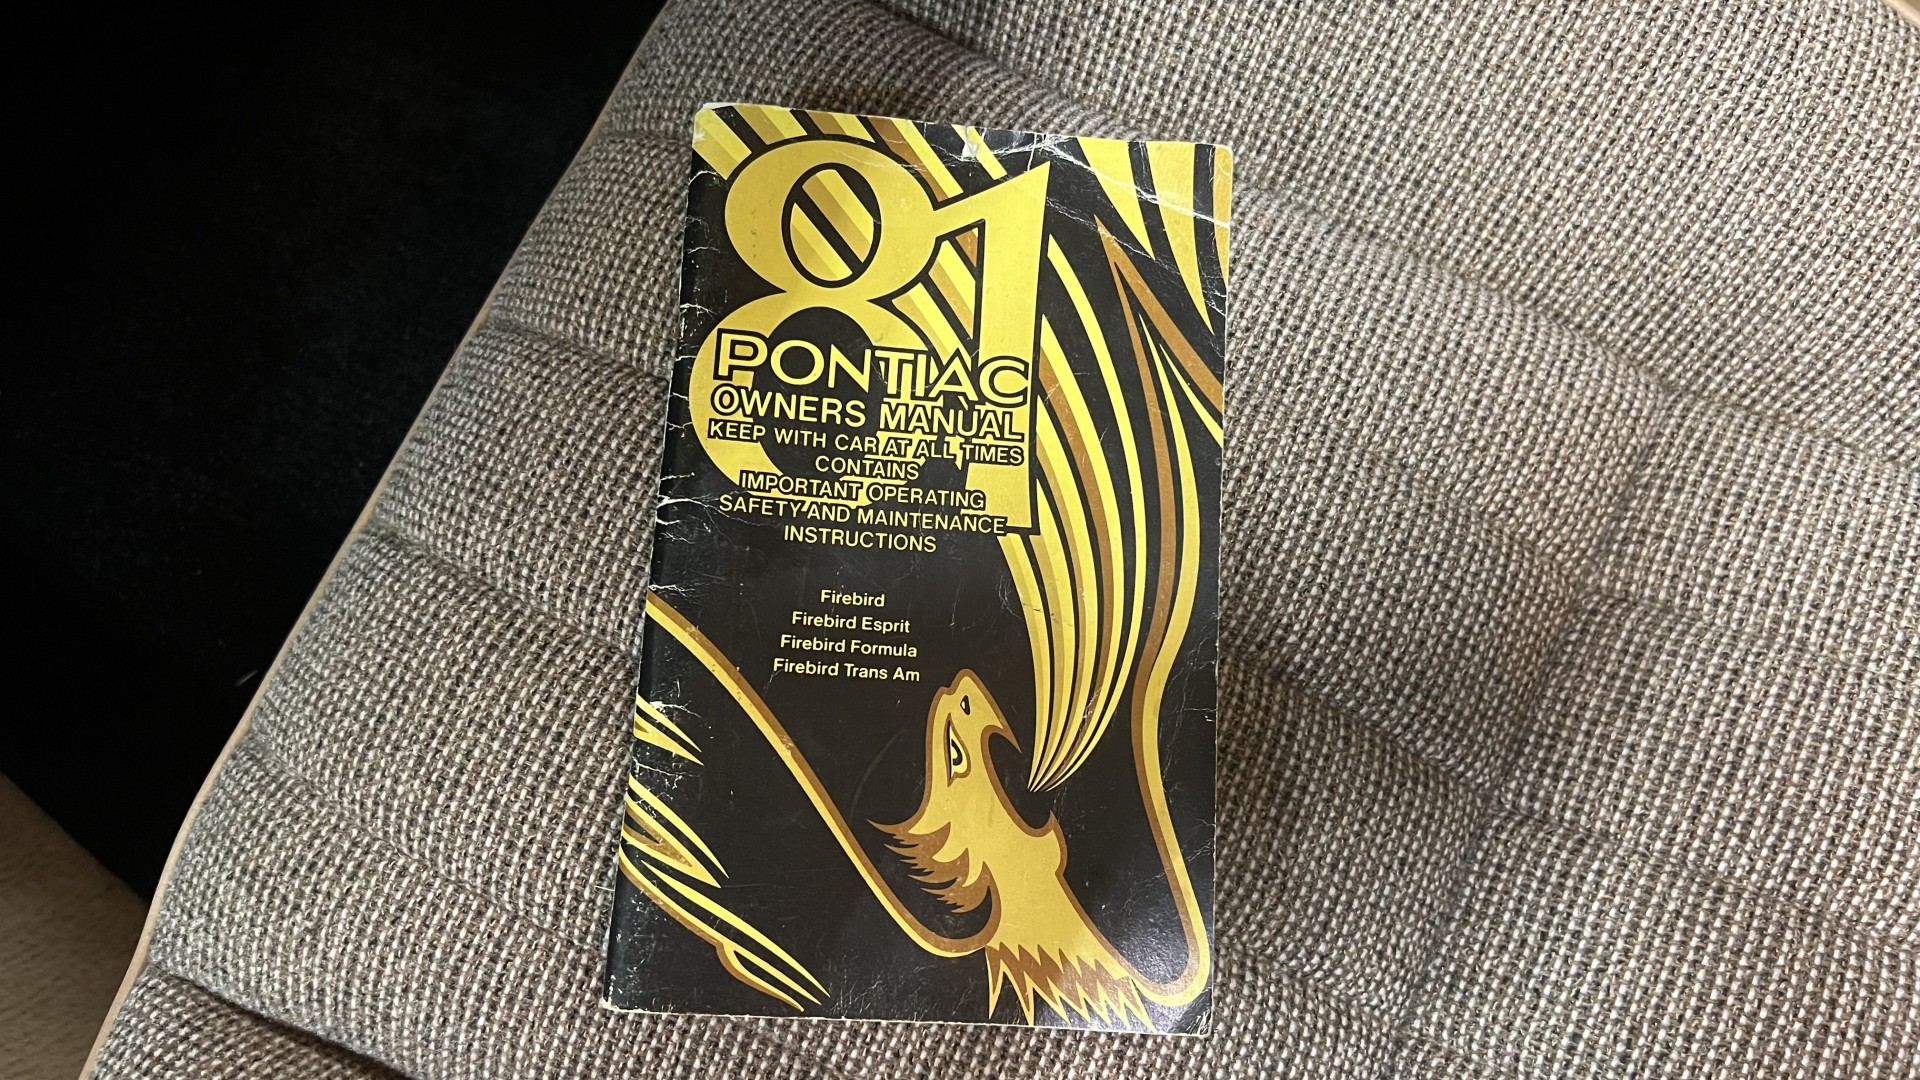 81
PONTIAC
OWNERS MANUAL
KEEP WITH CAR AT ALL TIMES
CONTAINS
IMPORTANT OPERATING
SAFETY AND MAINTENANCE
INSTRUCTIONS
Firebird
Firebird Esprit
Firebird Formula
Firebird Trans Am